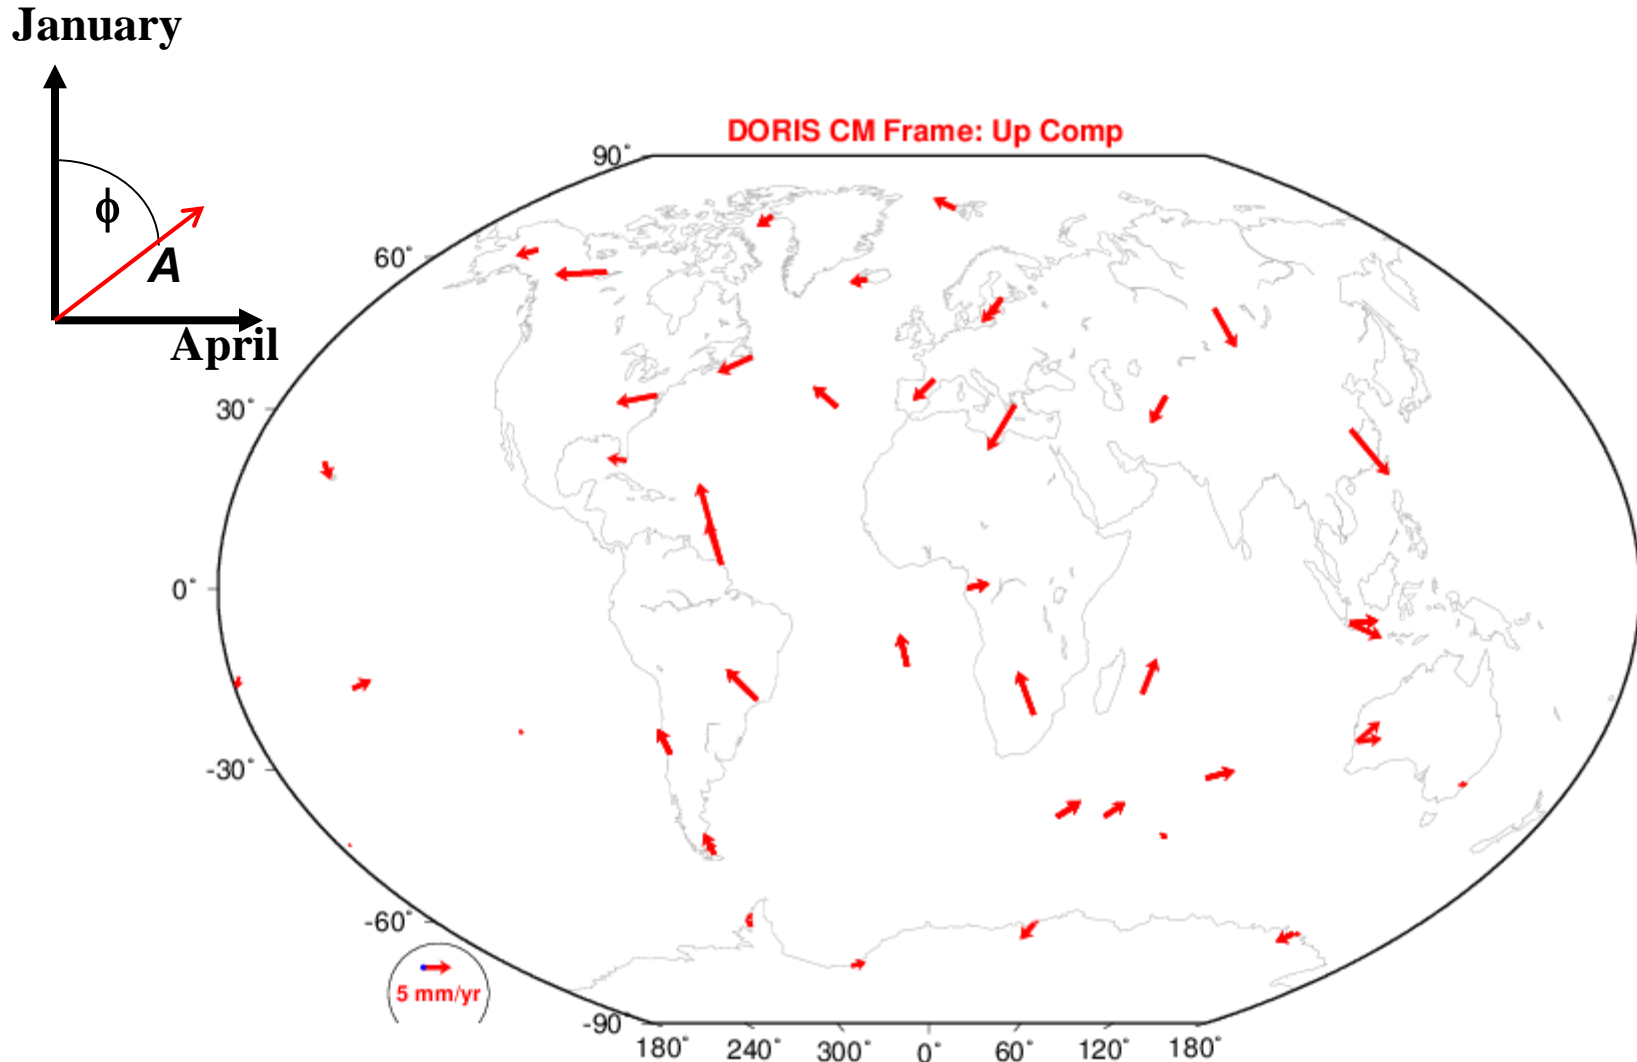 January
ϕ
A
April
DORIS CM Frame: Up Comp
90°
60°
30°
0°
-30°
-60°
-90°
5 mm/yr
180° 240° 300° 0° 60° 120° 180°